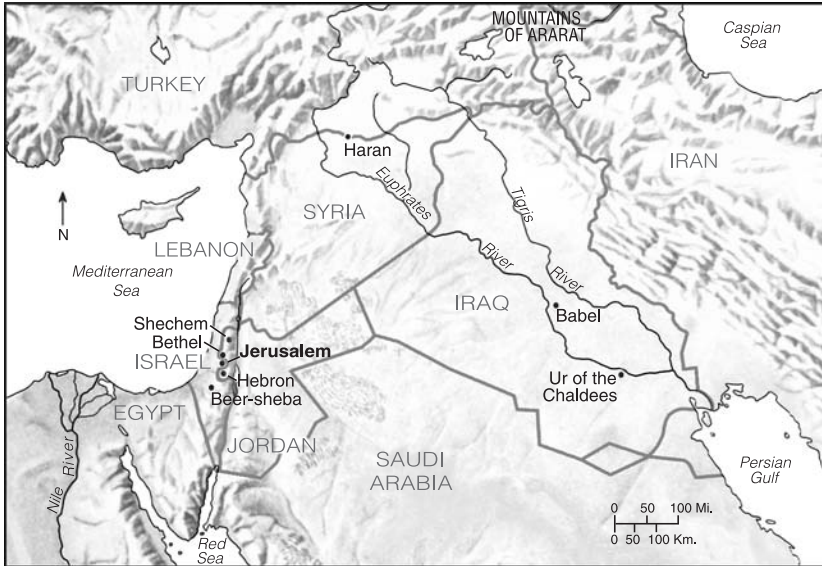 MOUNTAINS
OF ARARAT
Caspian
Sea
TURKEY
Haran
IRAN
Euphrates
Tigris
SYRIA
N
LEBANON
Mediterranean
Sea
River
River
IRAQ
Babel
Shechem
Bethel
ISRAEL
Jerusalem
Hebron
Beer-sheba
Ur of the
Chaldees
EGYPT
JORDAN
SAUDI
ARABIA
Nile River
Persian
Gulf
0 50 100 Mi.
0 50 100 Km.
Red
Sea